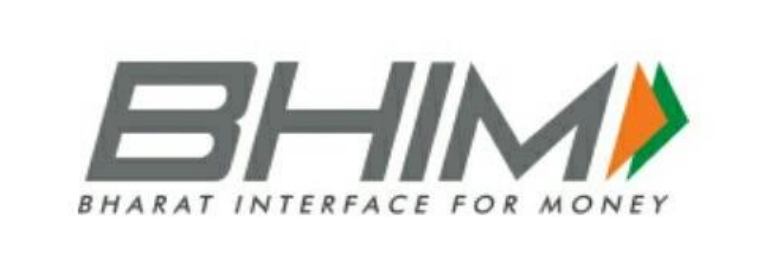 BHIM
BHARAT INTERFACE FOR MONEY